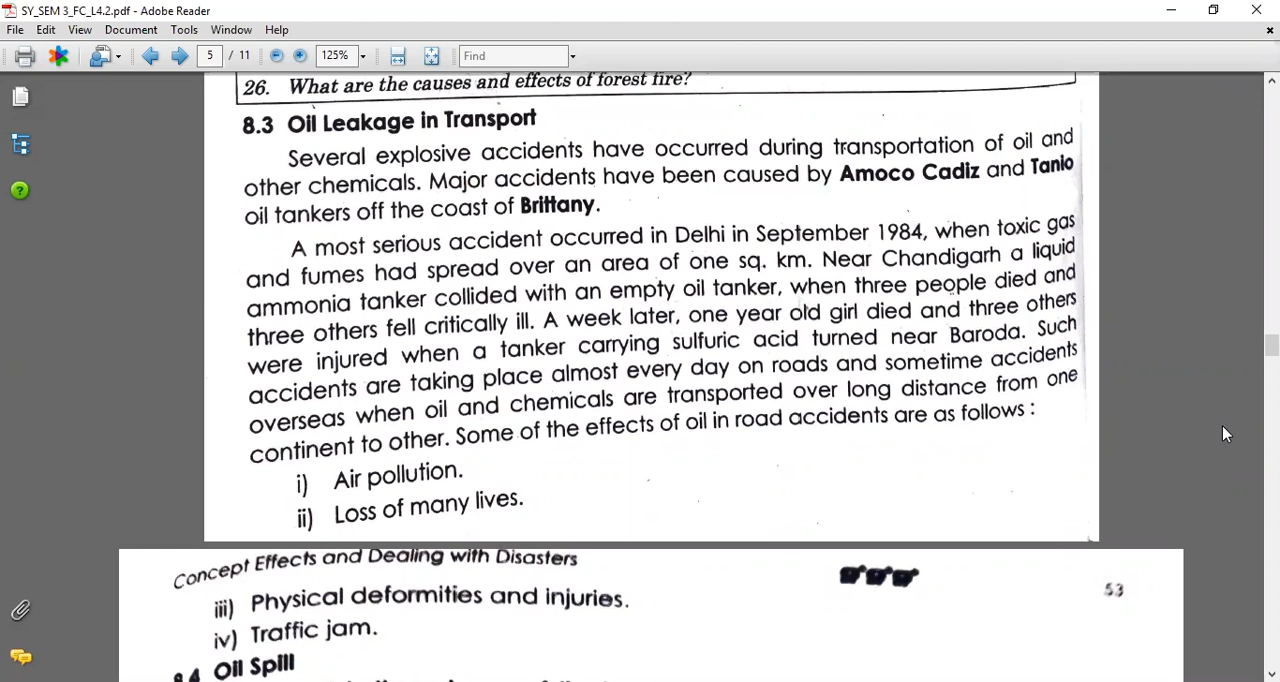 SY_SEM 3_FC_L4.2.pdf - Adobe Reader
File Edit View Document Tools Window Help
5 / 11 125% Find
26. What are the causes and effects of forest fire?
8.3 Oil Leakage in Transport
Several explosive accidents have occurred during transportation of oil and
other chemicals. Major accidents have been caused by Amoco Cadiz and Tanio
oil tankers off the coast of Brittany.
A most serious accident occurred in Delhi in September 1984, when toxic gas
and fumes had spread over an area of one sq. km. Near Chandigarh a liquid
ammonia tanker collided with an empty oil tanker, when three people died and
three others fell critically ill. A week later, one year old girl died and three others
were injured when a tanker carrying sulfuric acid turned near Baroda. Such
accidents are taking place almost every day on roads and sometime accidents
overseas when oil and chemicals are transported over long distance from one
continent to other. Some of the effects of oil in road accidents are as follows :
i) Air pollution.
ii) Loss of many lives.
Concept Effects and Dealing with Disasters
53
iii) Physical deformities and injuries.
iv) Traffic jam.
8.4 Oil Spill